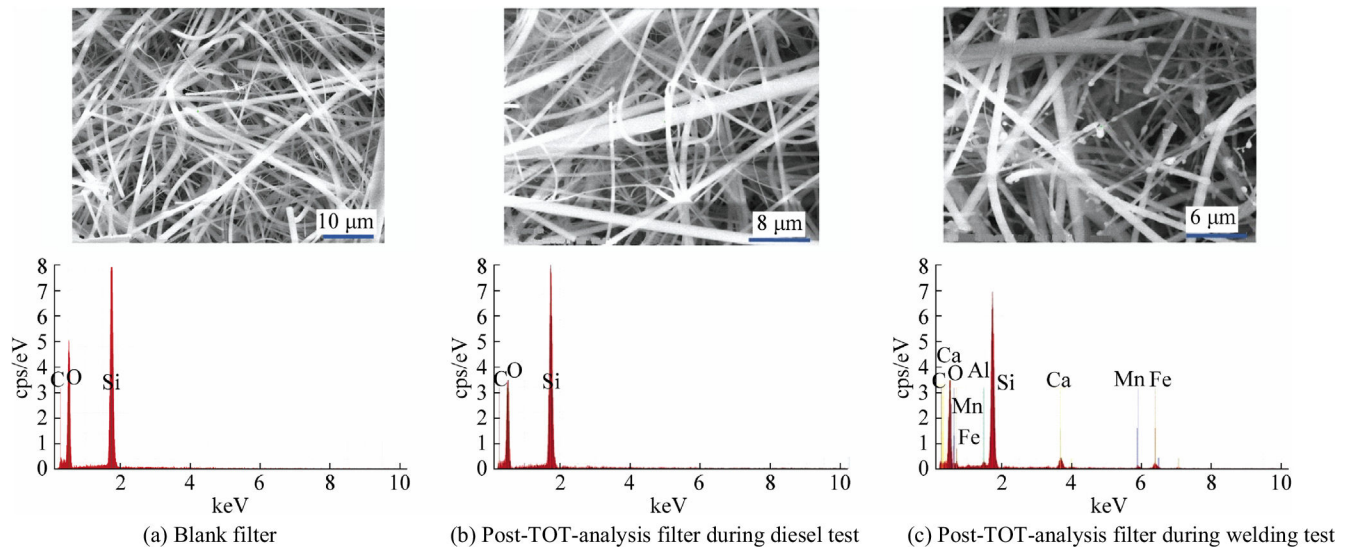 10 μm
8 μm
6 μm
cps/eV
8
7
6
5
4
3
2
1
0
C O
Si
2
4
6
8
10
keV
cps/eV
8
7
6
5
4
3
2
1
0
C O
Si
2
4
6
8
10
keV
cps/eV
8
7
6
5
4
3
2
1
0
Ca
C O Al
Si
Mn
Fe
Ca
Mn Fe
2
4
6
8
10
keV
(a) Blank filter
(b) Post-TOT-analysis filter during diesel test
(c) Post-TOT-analysis filter during welding test